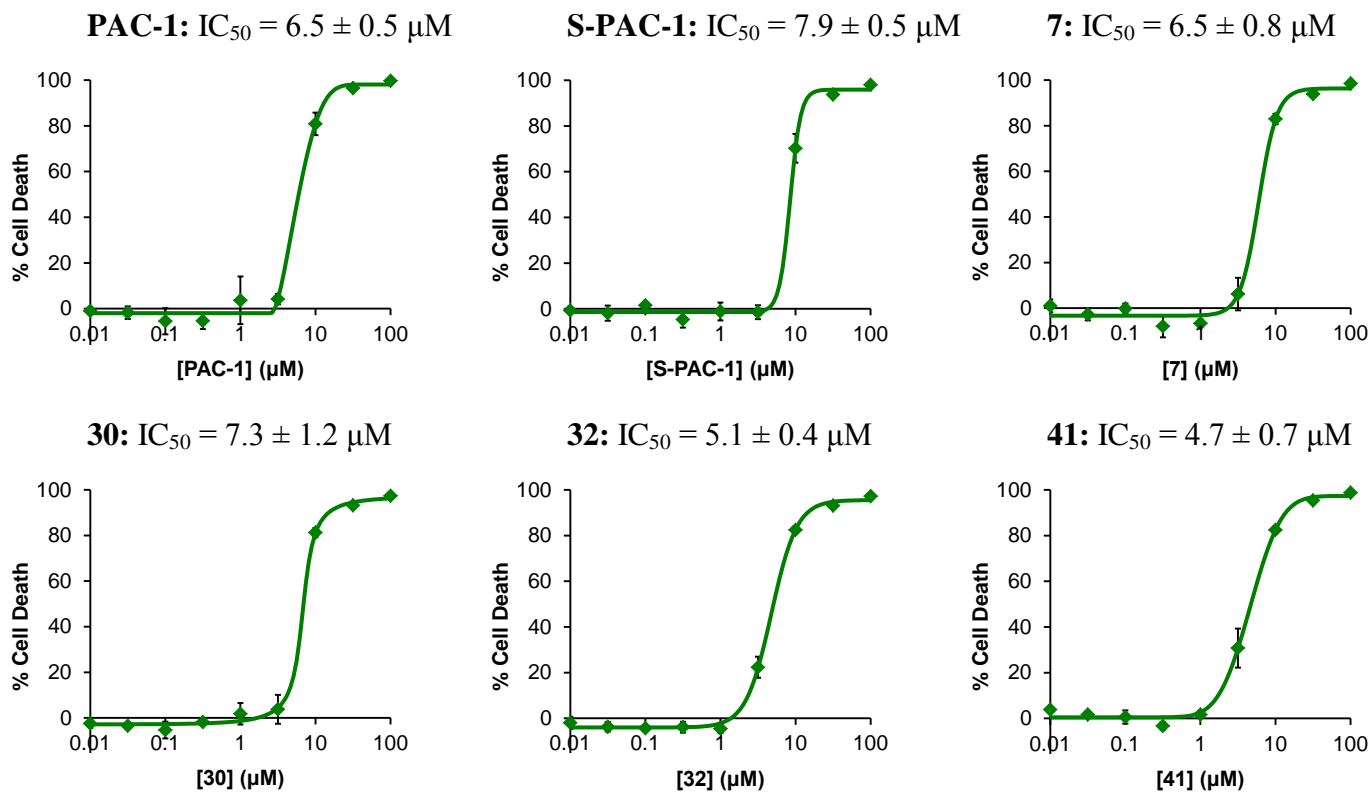 PAC-1: IC50 = 6.5 ± 0.5 μM
S-PAC-1: IC50 = 7.9 ± 0.5 μM
7: IC50 = 6.5 ± 0.8 μM
% Cell Death
100
80
60
40
20
0
0.01 0.1 1 10 100
[PAC-1] (μM)
% Cell Death
100
80
60
40
20
0
0.01 0.1 1 10 100
[S-PAC-1] (μM)
% Cell Death
100
80
60
40
20
0
0.01 0.1 1 10 100
[7] (μM)
30: IC50 = 7.3 ± 1.2 μM
32: IC50 = 5.1 ± 0.4 μM
41: IC50 = 4.7 ± 0.7 μM
% Cell Death
100
80
60
40
20
0
0.01 0.1 1 10 100
[30] (μM)
% Cell Death
100
80
60
40
20
0
0.01 0.1 1 10 100
[32] (μM)
% Cell Death
100
80
60
40
20
0
0.01 0.1 1 10 100
[41] (μM)